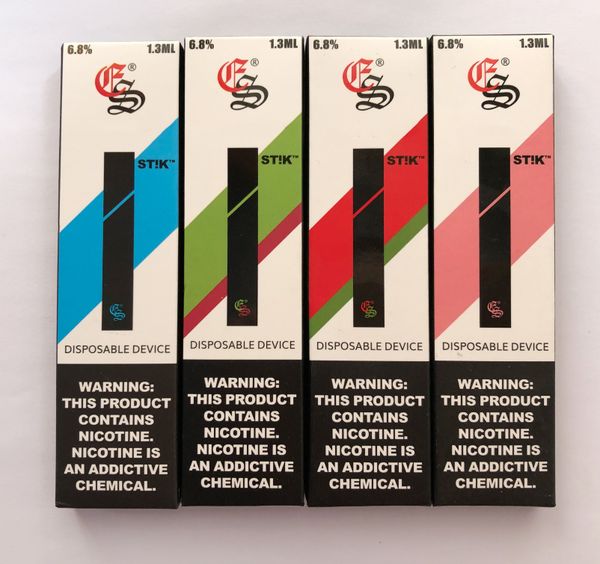 6.8% 1.3ML
ES®
ST!K™
ES
DISPOSABLE DEVICE
WARNING:
THIS PRODUCT
CONTAINS
NICOTINE.
NICOTINE IS
AN ADDICTIVE
CHEMICAL.
6.8% 1.3ML
ES®
ST!K™
ES
DISPOSABLE DEVICE
WARNING:
THIS PRODUCT
CONTAINS
NICOTINE.
NICOTINE IS
AN ADDICTIVE
CHEMICAL.
6.8% 1.3ML
ES®
ST!K™
ES
DISPOSABLE DEVICE
WARNING:
THIS PRODUCT
CONTAINS
NICOTINE.
NICOTINE IS
AN ADDICTIVE
CHEMICAL.
6.8% 1.3ML
ES®
ST!K™
ES
DISPOSABLE DEVICE
WARNING:
THIS PRODUCT
CONTAINS
NICOTINE.
NICOTINE IS
AN ADDICTIVE
CHEMICAL.